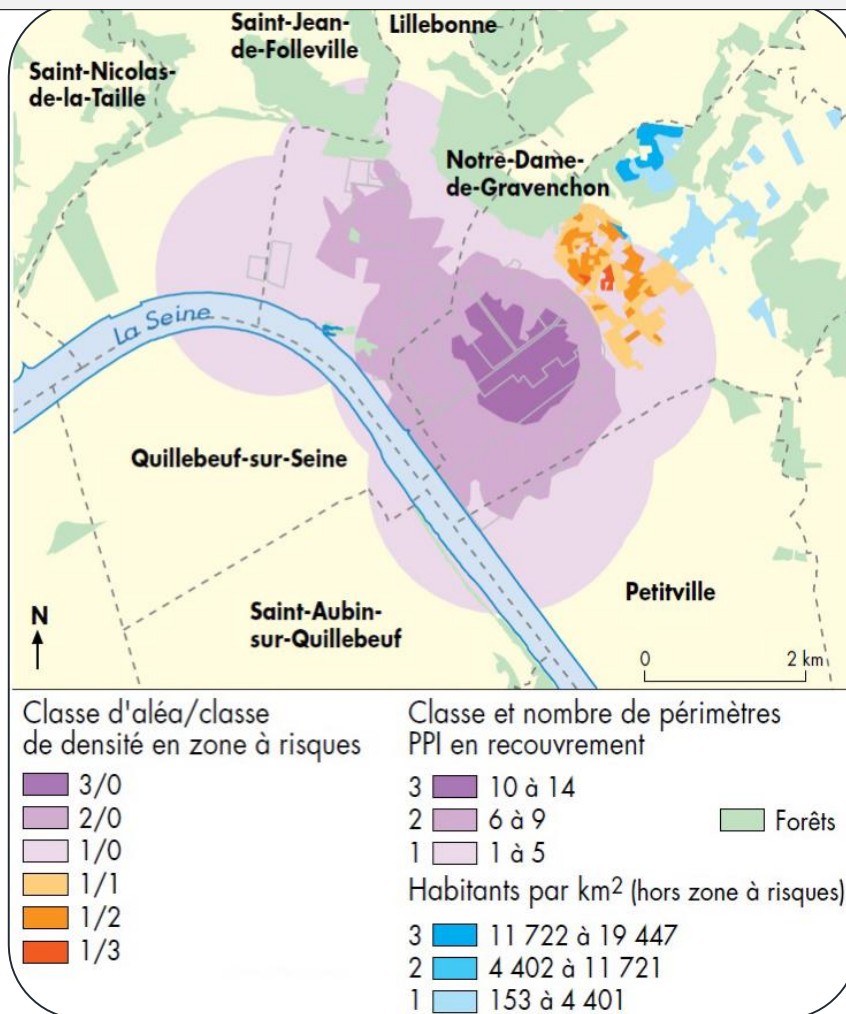 Saint-Jean-
de-Folleville
Lillebonne
Saint-Nicolas-
de-la-Taille
Notre-Dame-
de-Gravenchon
La Seine
Quillebeuf-sur-Seine
Saint-Aubin-
sur-Quillebeuf
Petitville
N
0 2 km
Classe d'aléa/classe
de densité en zone à risques
3/0
2/0
1/0
1/1
1/2
1/3
Classe et nombre de périmètres
PPI en recouvrement
3 10 à 14
2 6 à 9
1 1 à 5
Forêts
Habitants par km² (hors zone à risques)
3 11 722 à 19 447
2 4 402 à 11 721
1 153 à 4 401